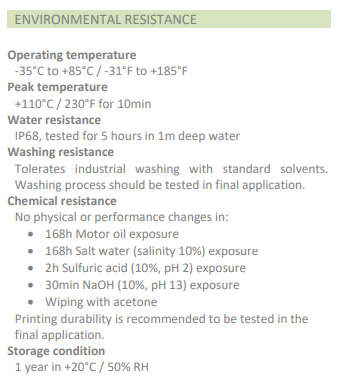 ENVIRONMENTAL RESISTANCE
Operating temperature
-35°C to +85°C / -31°F to +185°F
Peak temperature
+110°C / 230°F for 10min
Water resistance
IP68, tested for 5 hours in 1m deep water
Washing resistance
Tolerates industrial washing with standard solvents.
Washing process should be tested in final application.
Chemical resistance
No physical or performance changes in:
• 168h Motor oil exposure
• 168h Salt water (salinity 10%) exposure
• 2h Sulfuric acid (10%, pH 2) exposure
• 30min NaOH (10%, pH 13) exposure
• Wiping with acetone
Printing durability is recommended to be tested in the
final application.
Storage condition
1 year in +20°C / 50% RH